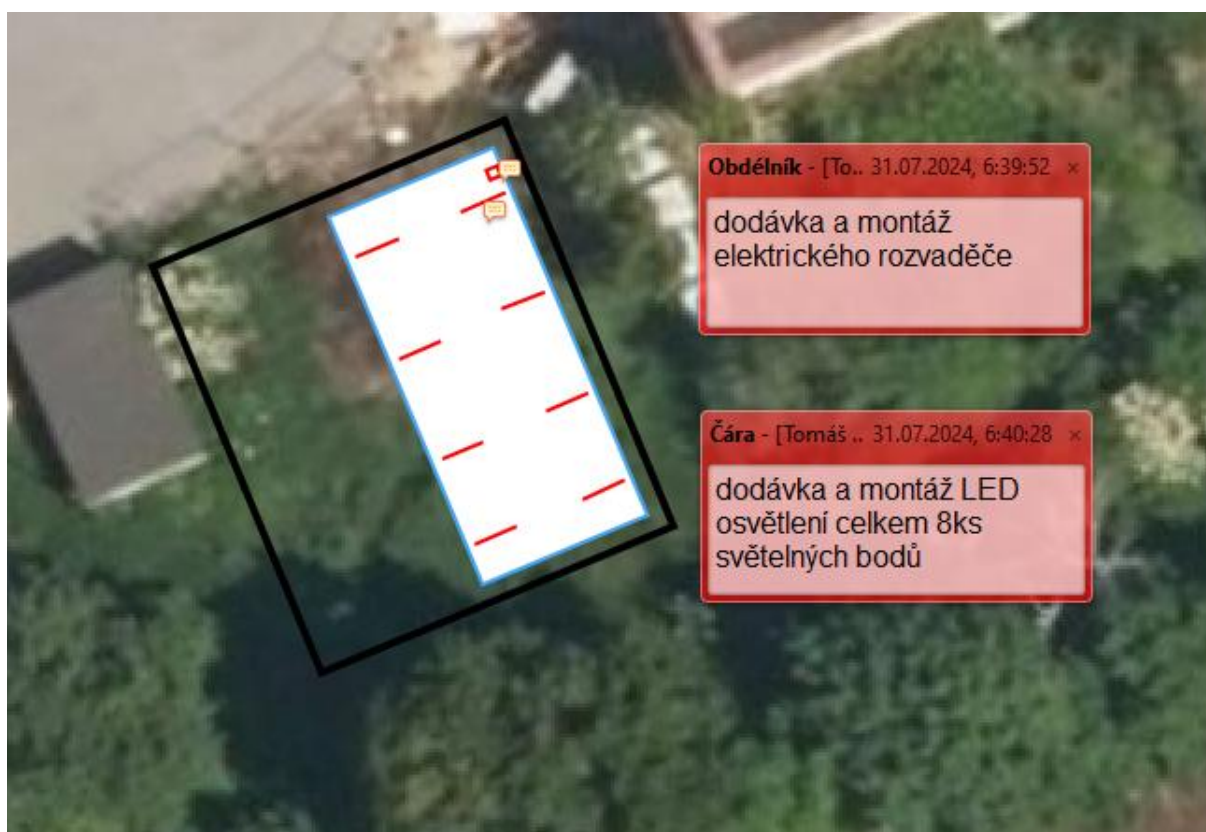 Obdélník - [To.. 31.07.2024, 6:39:52 ×
dodávka a montáž
elektrického rozvaděče
Čára - [Tomáš .. 31.07.2024, 6:40:28 ×
dodávka a montáž LED
osvětlení celkem 8ks
světelných bodů